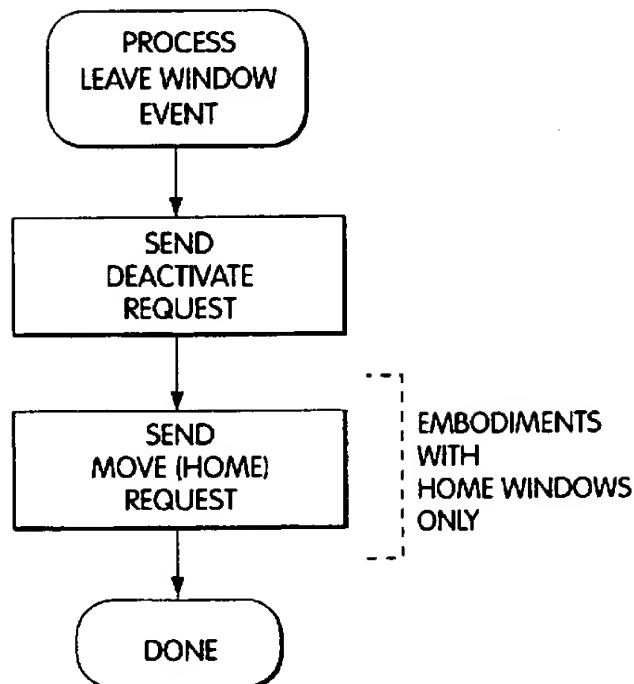 PROCESS
LEAVE WINDOW
EVENT
SEND
DEACTIVATE
REQUEST
SEND
MOVE (HOME)
REQUEST
EMBODIMENTS
WITH
HOME WINDOWS
ONLY
DONE